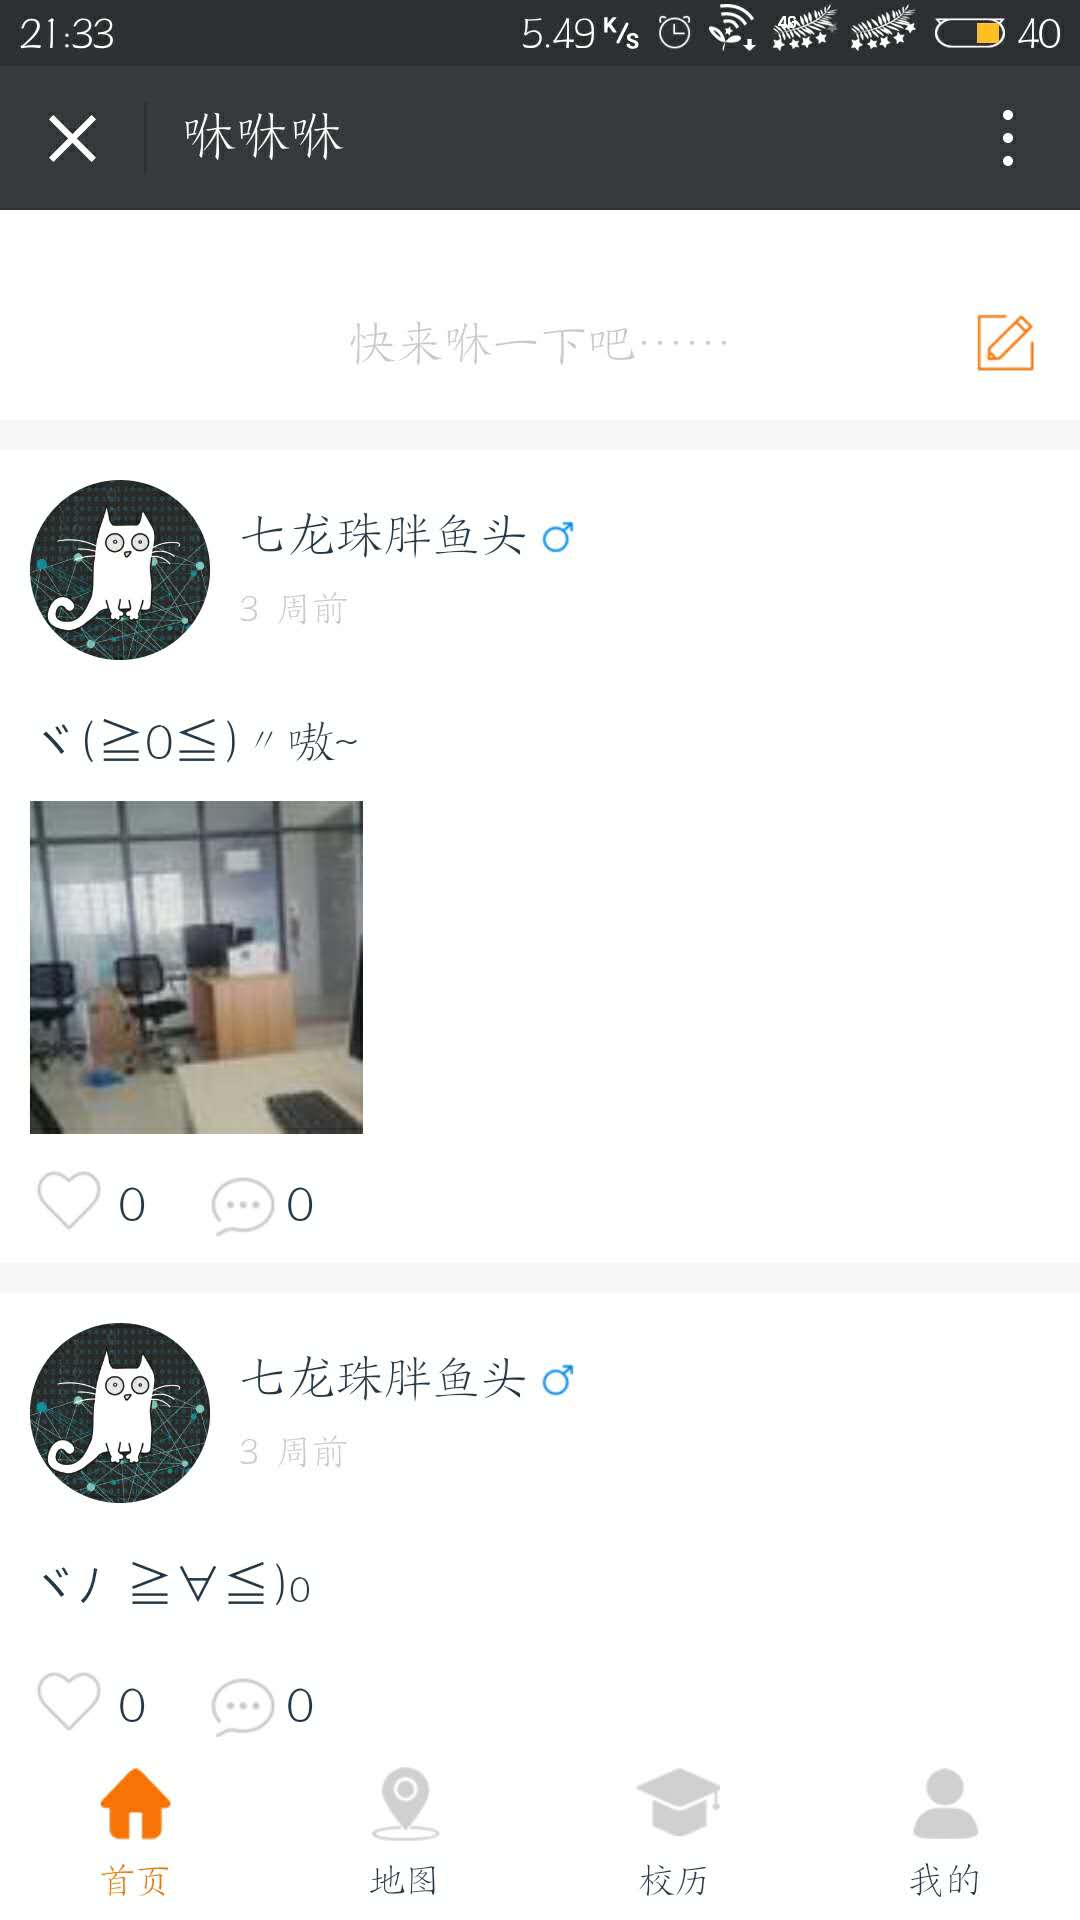 21:33 5.49 K/s 4G 40
咻咻咻
快来咻一下吧……
七龙珠胖鱼头
3 周前
ヾ(≧O≦)〃嗷~
0 0
七龙珠胖鱼头
3 周前
ヾﾉ ≧∀≦)o
0 0
首页 地图 校历 我的